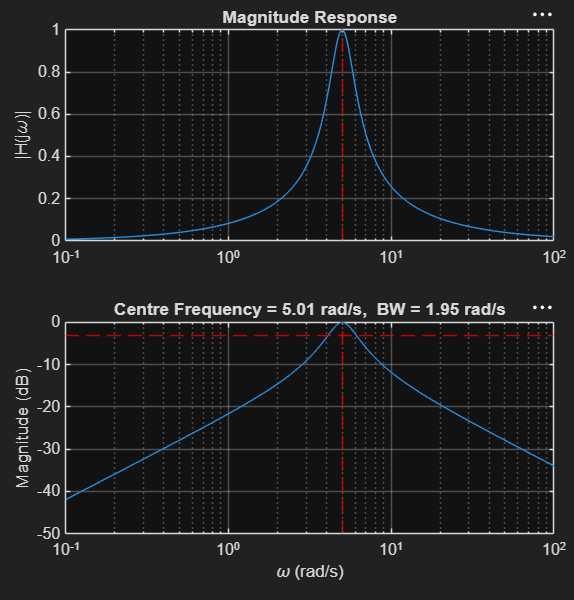 Magnitude Response
|H(jω)|
1
0.8
0.6
0.4
0.2
0
10⁻¹ 10⁰ 10¹ 10²
Centre Frequency = 5.01 rad/s, BW = 1.95 rad/s
Magnitude (dB)
0
-10
-20
-30
-40
-50
10⁻¹ 10⁰ 10¹ 10²
ω (rad/s)